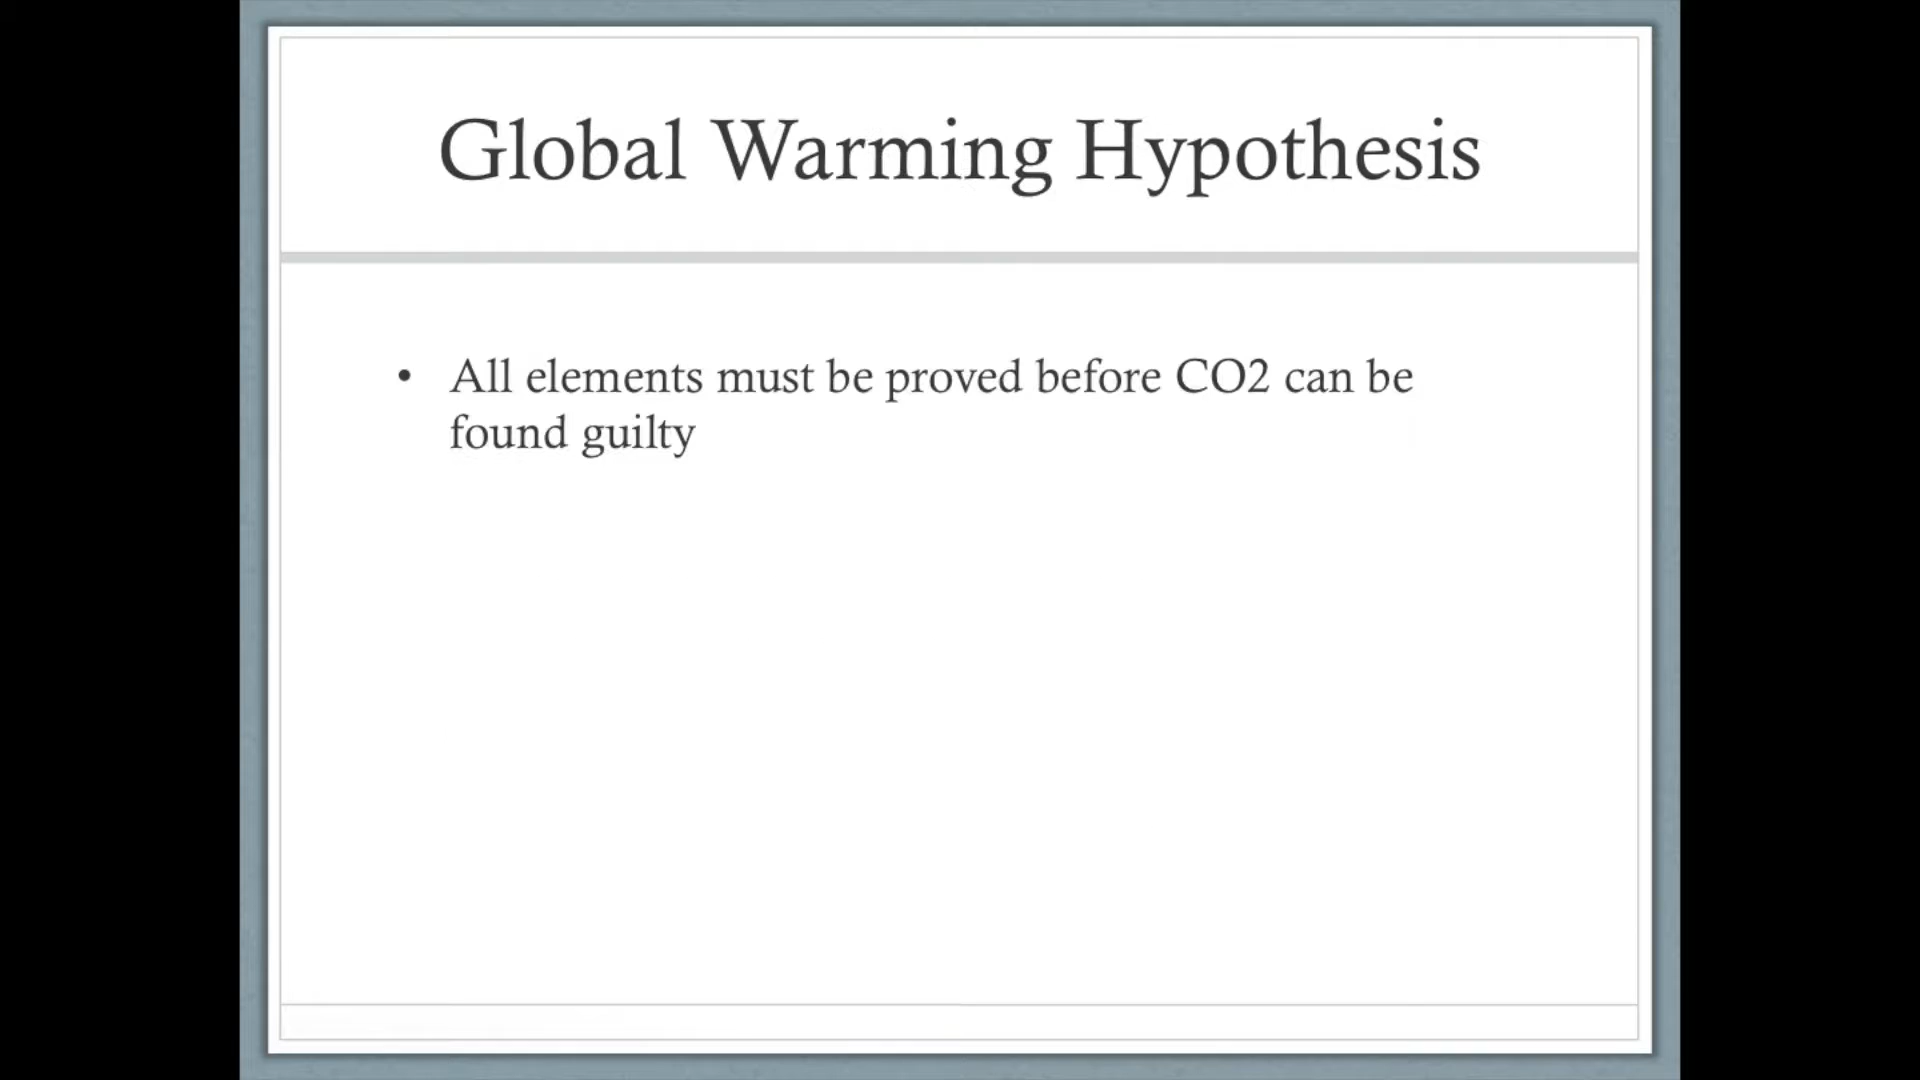 Global Warming Hypothesis
• All elements must be proved before CO2 can be
found guilty